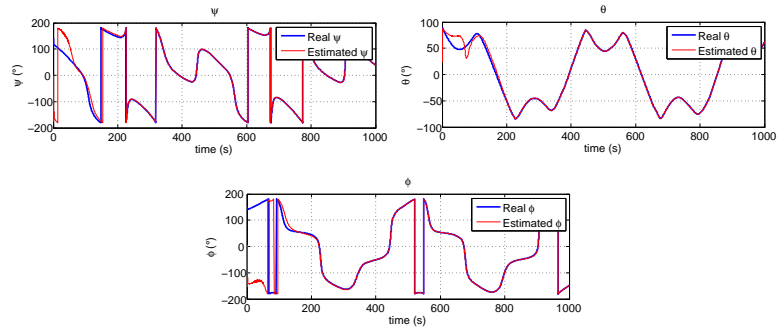 ψ
200
100
0
−100
−200
0
200
400
600
800
1000
time (s)
ψ (°)
Real ψ
Estimated ψ
θ
100
50
0
−50
−100
0
200
400
600
800
1000
time (s)
θ (°)
Real θ
Estimated θ
ϕ
200
100
0
−100
−200
0
200
400
600
800
1000
time (s)
ϕ (°)
Real ϕ
Estimated ϕ